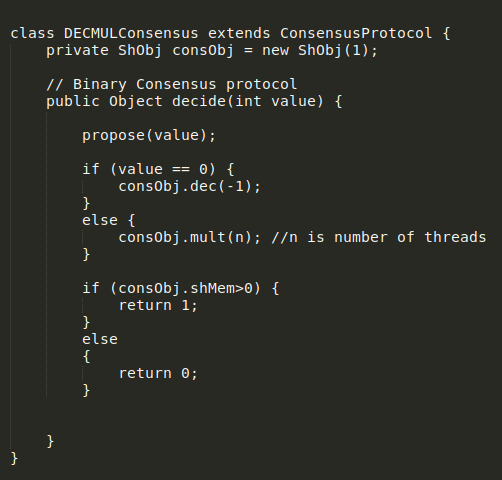 class DECMULConsensus extends ConsensusProtocol {
    private ShObj consObj = new ShObj(1);
    // Binary Consensus protocol
    public Object decide(int value) {
        propose(value);
        if (value == 0) {
            consObj.dec(-1);
        }
        else {
            consObj.mult(n); //n is number of threads
        }
        if (consObj.shMem>0) {
            return 1;
        }
        else
        {
            return 0;
        }
    }
}